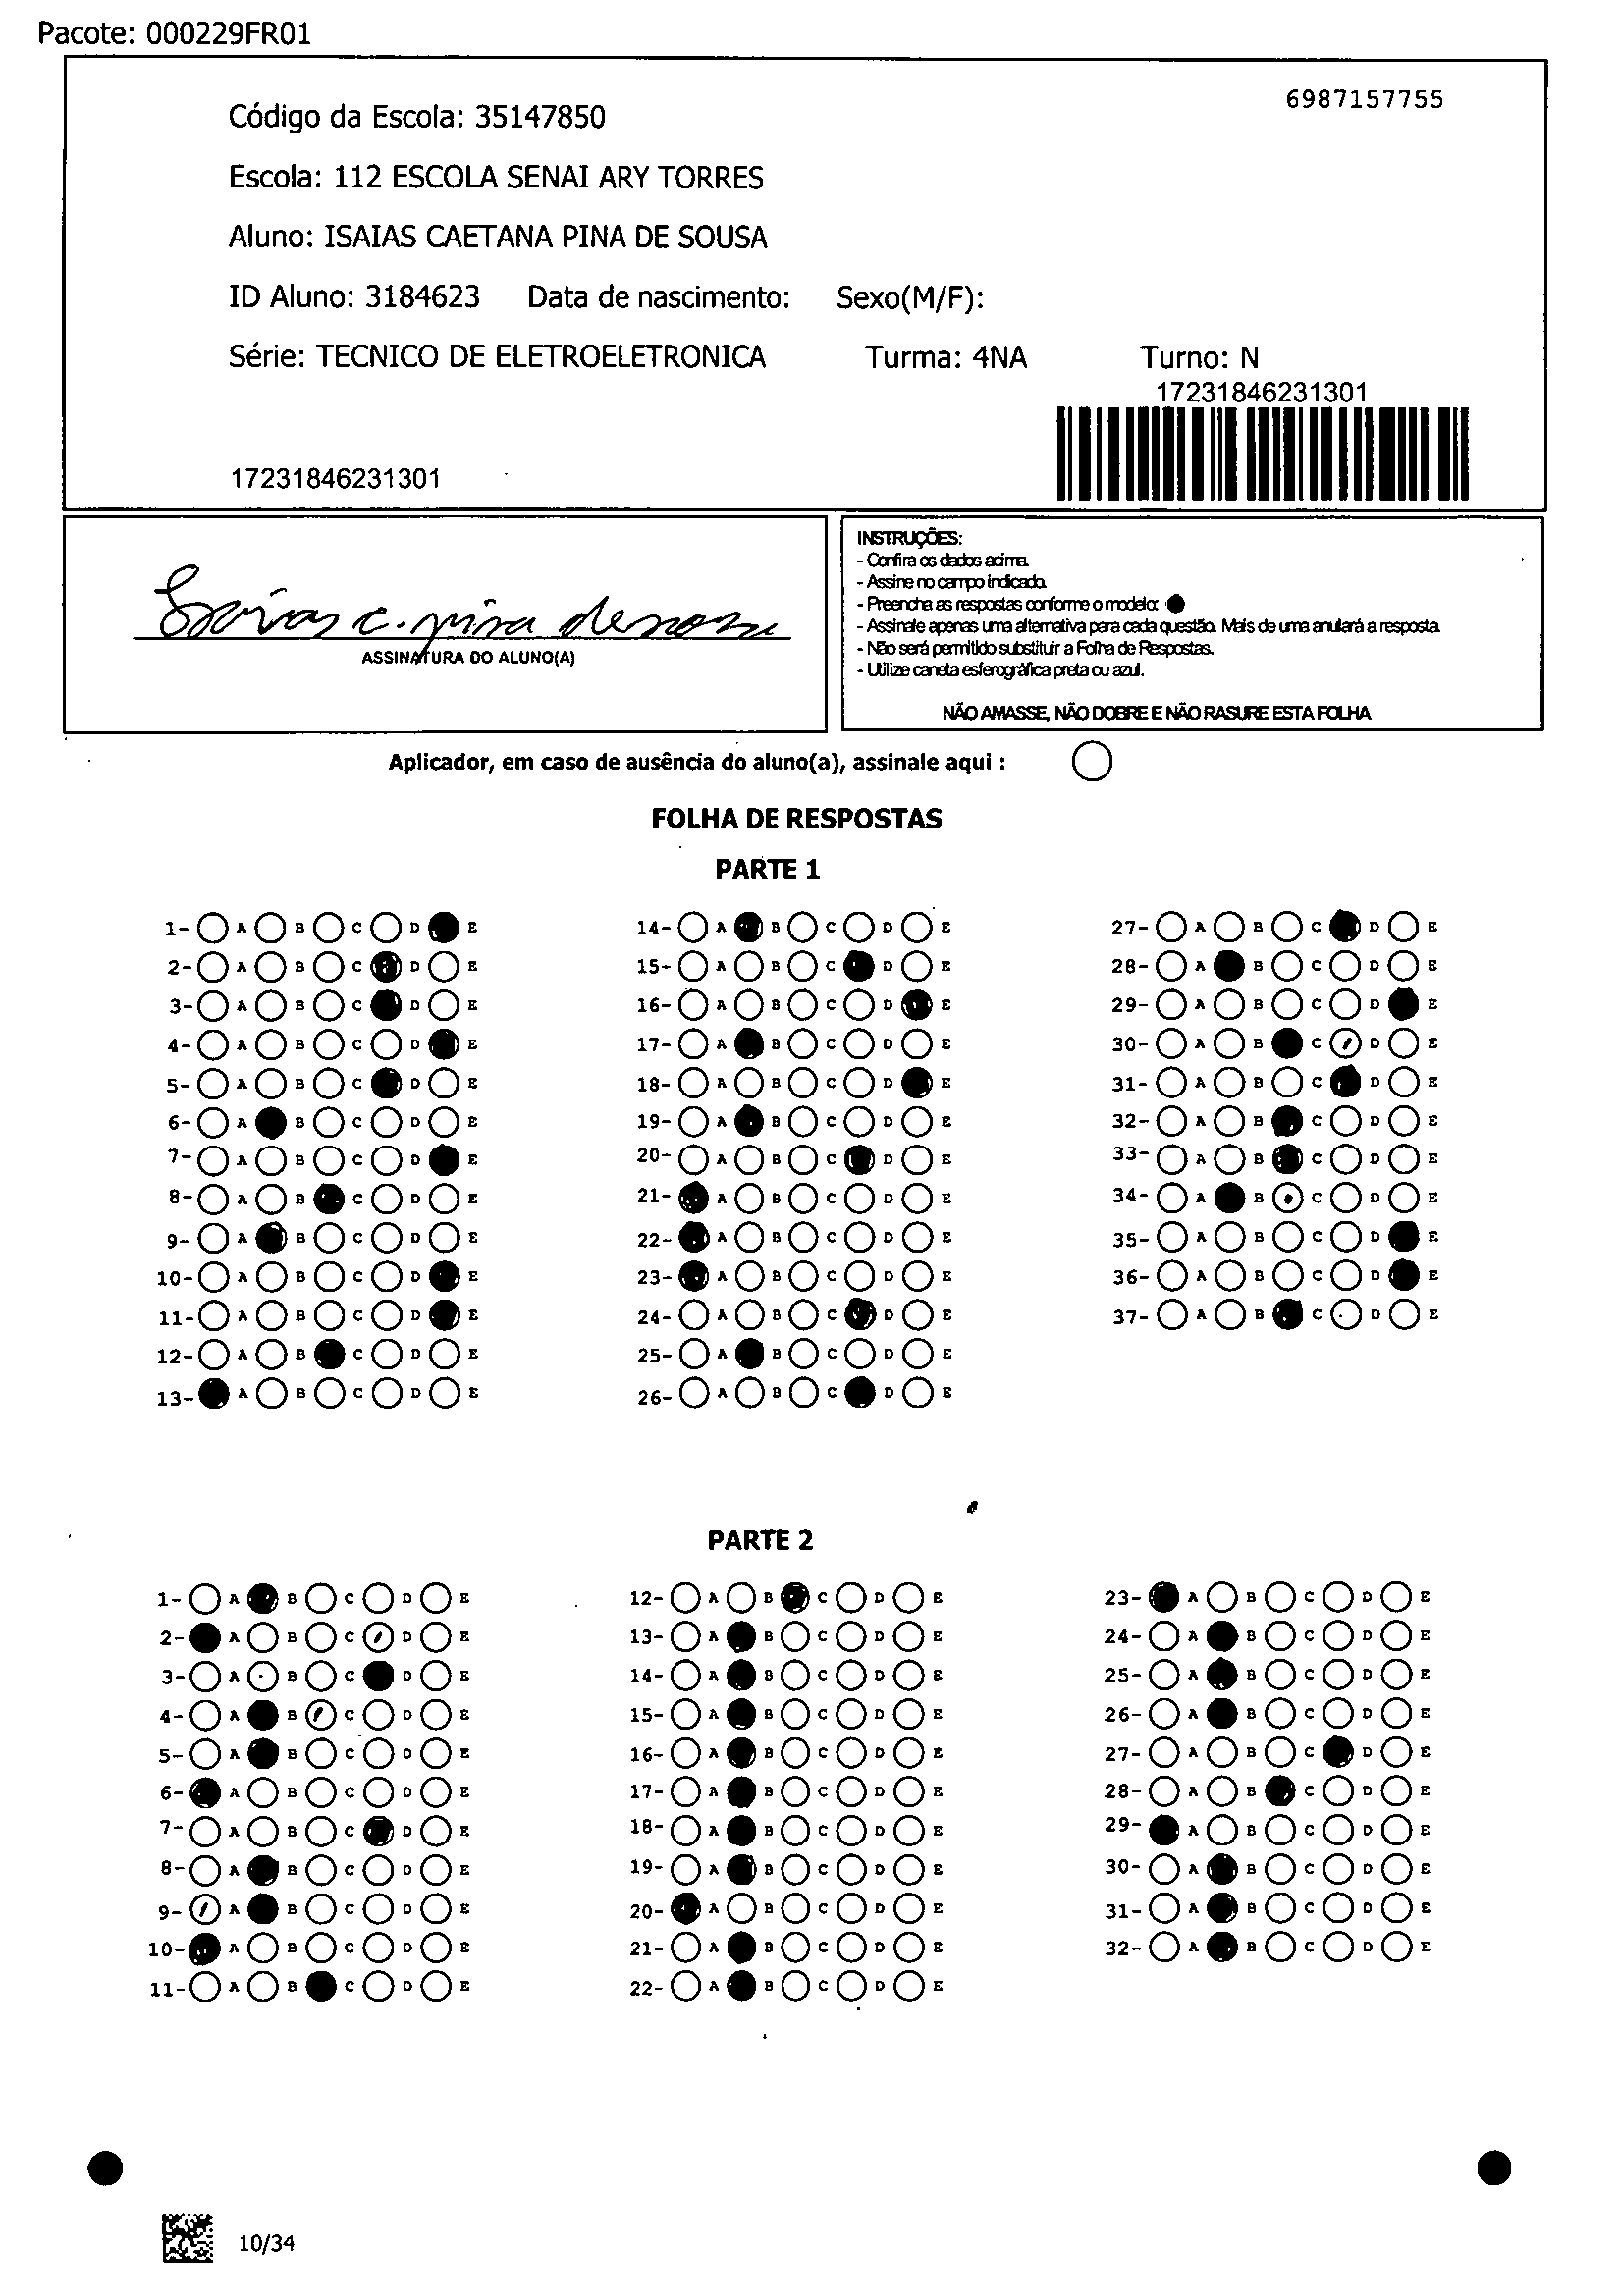 Pacote: 000229FR01
6987157755
Código da Escola: 35147850
Escola: 112 ESCOLA SENAI ARY TORRES
Aluno: ISAIAS CAETANA PINA DE SOUSA
ID Aluno: 3184623 Data de nascimento: Sexo(M/F):
Série: TECNICO DE ELETROELETRONICA Turma: 4NA Turno: N
17231846231301
17231846231301
Isaias c. pina de sousa
ASSINATURA DO ALUNO(A)
INSTRUÇÕES:
- Confira os dados acima.
- Assine no campo indicado.
- Preencha as respostas conforme o modelo:
- Assinale apenas uma alternativa para cada questão. Mais de uma anulará a resposta.
- Não será permitido substituir a Folha de Respostas.
- Utilize caneta esferográfica preta ou azul.
NÃO AMASSE, NÃO DOBRE E NÃO RASURE ESTA FOLHA
Aplicador, em caso de ausência do aluno(a), assinale aqui :
FOLHA DE RESPOSTAS
PARTE 1
1- A B C D E 14- A B C D E 27- A B C D E
2- A B C D E 15- A B C D E 28- A B C D E
3- A B C D E 16- A B C D E 29- A B C D E
4- A B C D E 17- A B C D E 30- A B C D E
5- A B C D E 18- A B C D E 31- A B C D E
6- A B C D E 19- A B C D E 32- A B C D E
7- A B C D E 20- A B C D E 33- A B C D E
8- A B C D E 21- A B C D E 34- A B C D E
9- A B C D E 22- A B C D E 35- A B C D E
10- A B C D E 23- A B C D E 36- A B C D E
11- A B C D E 24- A B C D E 37- A B C D E
12- A B C D E 25- A B C D E
13- A B C D E 26- A B C D E
PARTE 2
1- A B C D E 12- A B C D E 23- A B C D E
2- A B C D E 13- A B C D E 24- A B C D E
3- A B C D E 14- A B C D E 25- A B C D E
4- A B C D E 15- A B C D E 26- A B C D E
5- A B C D E 16- A B C D E 27- A B C D E
6- A B C D E 17- A B C D E 28- A B C D E
7- A B C D E 18- A B C D E 29- A B C D E
8- A B C D E 19- A B C D E 30- A B C D E
9- A B C D E 20- A B C D E 31- A B C D E
10- A B C D E 21- A B C D E 32- A B C D E
11- A B C D E 22- A B C D E
10/34